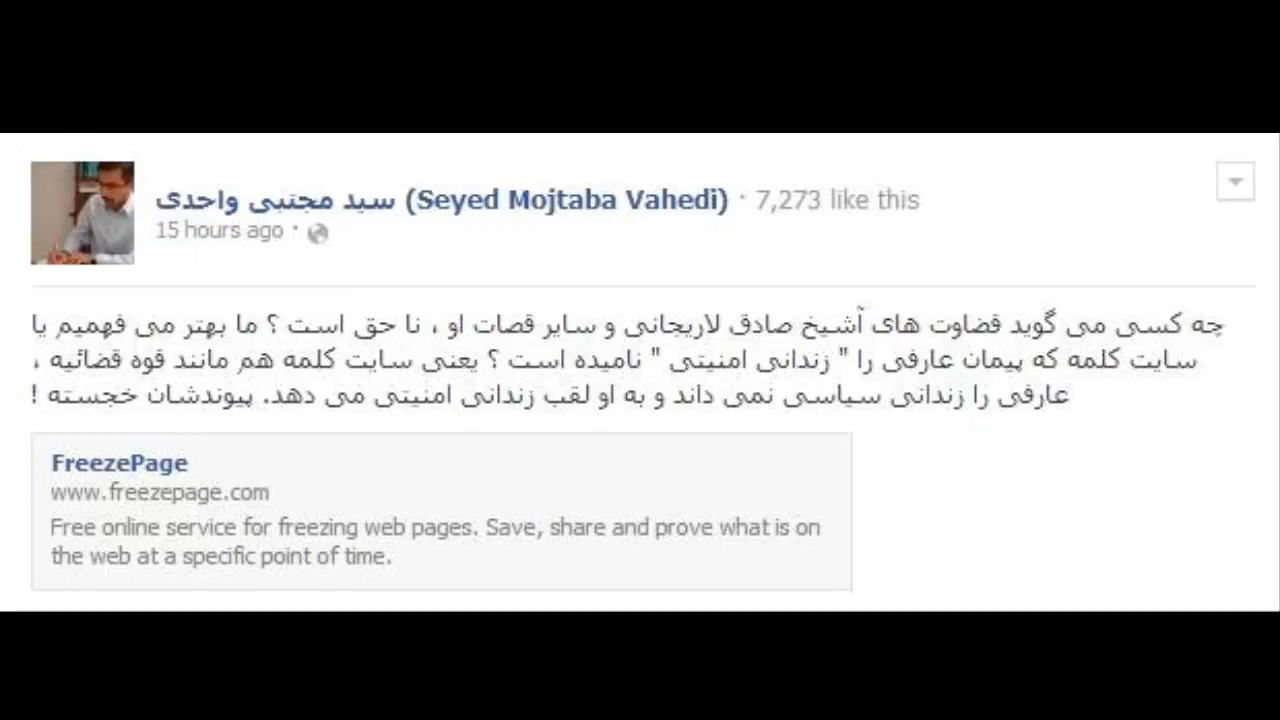 سید مجتبی واحدی (Seyed Mojtaba Vahedi) · 7,273 like this
15 hours ago ·
چه کسی می گوید قضاوت های آشیخ صادق لاریجانی و سایر قضات او ، نا حق است ؟ ما بهتر می فهمیم یا
سایت کلمه که پیمان عارفی را " زندانی امنیتی " نامیده است ؟ یعنی سایت کلمه هم مانند قوه قضائیه ،
عارفی را زندانی سیاسی نمی داند و به او لقب زندانی امنیتی می دهد. پیوندشان خجسته !
FreezePage
www.freezepage.com
Free online service for freezing web pages. Save, share and prove what is on
the web at a specific point of time.